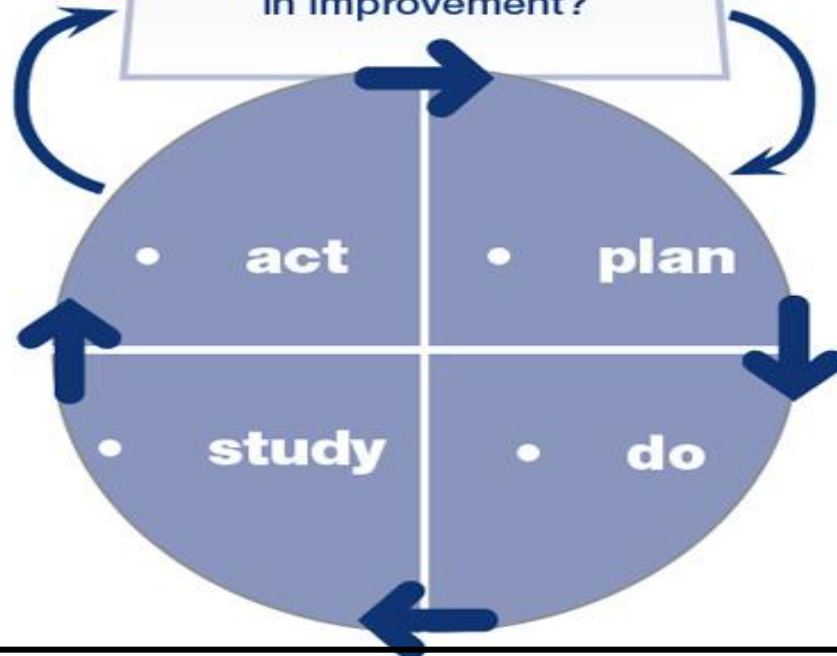 in improvement?
• act
• plan
• study
• do